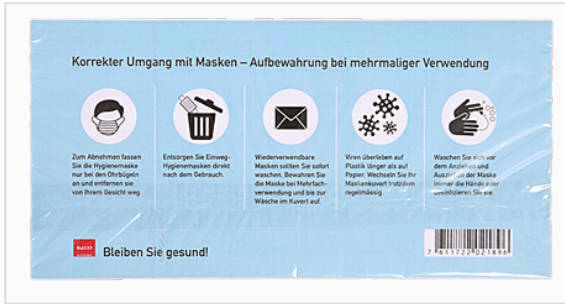 Korrekter Umgang mit Masken – Aufbewahrung bei mehrmaliger Verwendung
Zum Abnehmen fassen
Sie die Hygienemaske
nur bei den Ohrbügeln
an und entfernen sie
von Ihrem Gesicht weg
Entsorgen Sie Einweg-
Hygienemasken direkt
nach dem Gebrauch.
Wiederverwendbare
Masken sollten Sie sofort
waschen. Bewahren Sie
die Maske bei Mehrfach-
verwendung und bis zur
Wäsche im Kuvert auf.
Viren überleben auf
Plastik länger als auf
Papier. Wechseln Sie Ihr
Maskenkuvert trotzdem
regelmässig
Waschen Sie sich vor
dem Anziehen und
Ausziehen der Maske
immer die Hände oder
desinfizieren Sie sie.
ELCO
Bleiben Sie gesund!
7 611722 021896